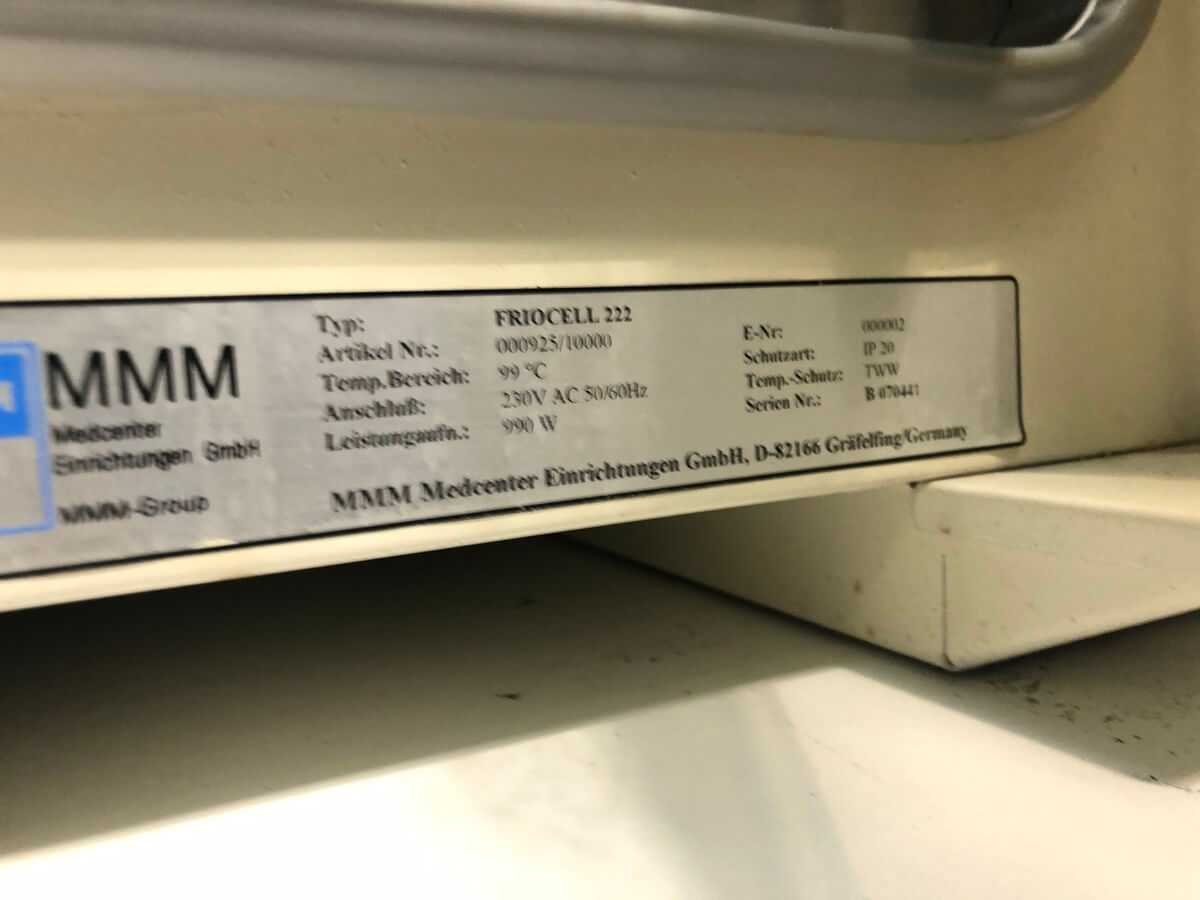 MMM
Medcenter
Einrichtungen GmbH
MMM-Group
Typ: FRIOCELL 222
Artikel Nr.: 000925/10000
Temp.Bereich: 99 °C
Anschluß: 230V AC 50/60Hz
Leistungaufn.: 990 W
E-Nr: 000002
Schutzart: IP 20
Temp.-Schutz: TWW
Serien Nr.: B 070441
MMM Medcenter Einrichtungen GmbH, D-82166 Gräfelfing/Germany